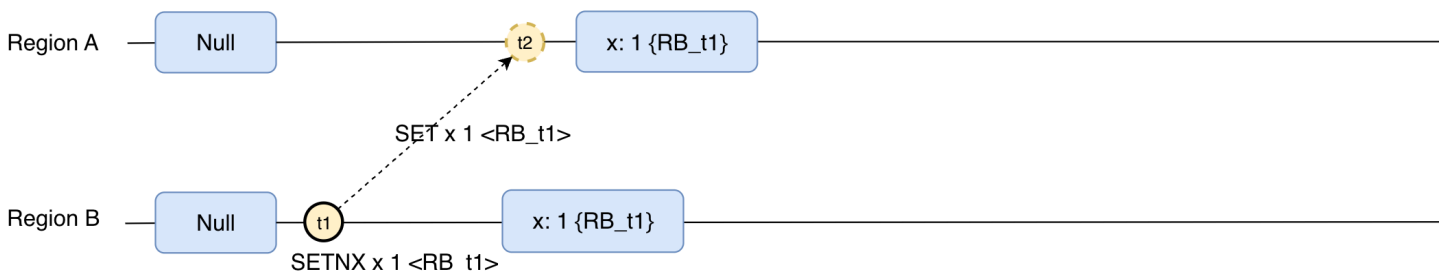 Region A
Null
t2
x: 1 {RB_t1}
SET x 1 <RB_t1>
Region B
Null
t1
x: 1 {RB_t1}
SETNX x 1 <RB_t1>